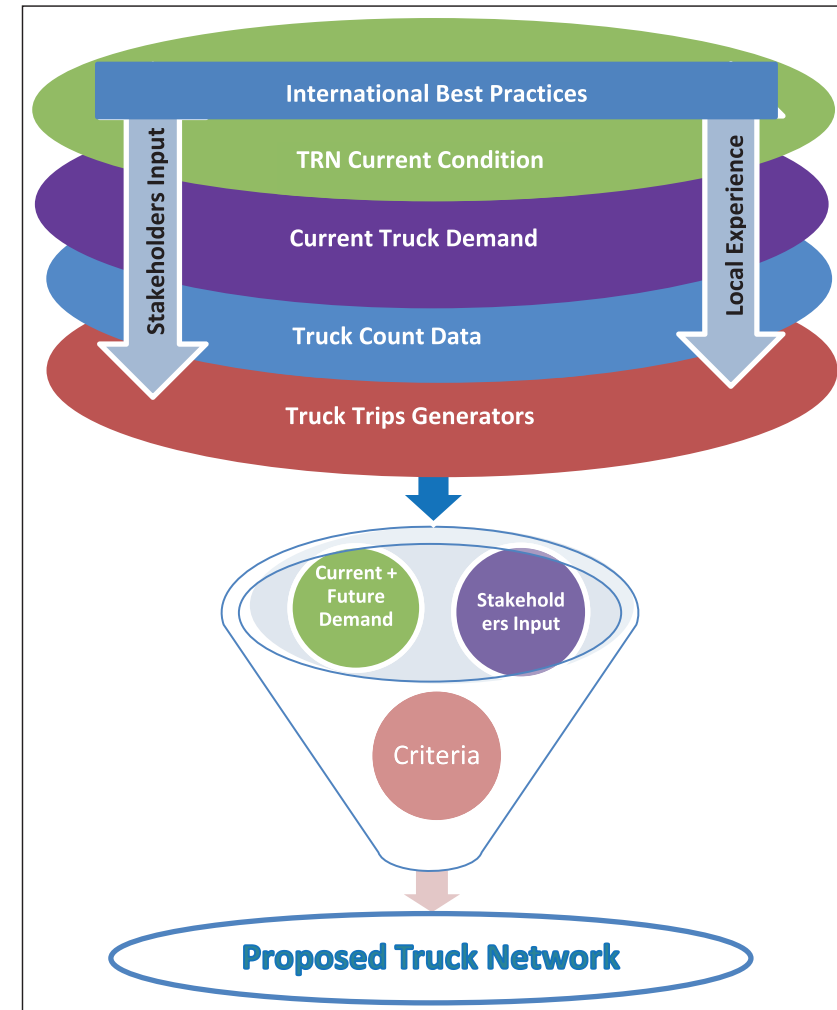 International Best Practices
TRN Current Condition
Stakeholders Input
Local Experience
Current Truck Demand
Truck Count Data
Truck Trips Generators
Current +
Future
Demand
Stakehold
ers Input
Criteria
Proposed Truck Network